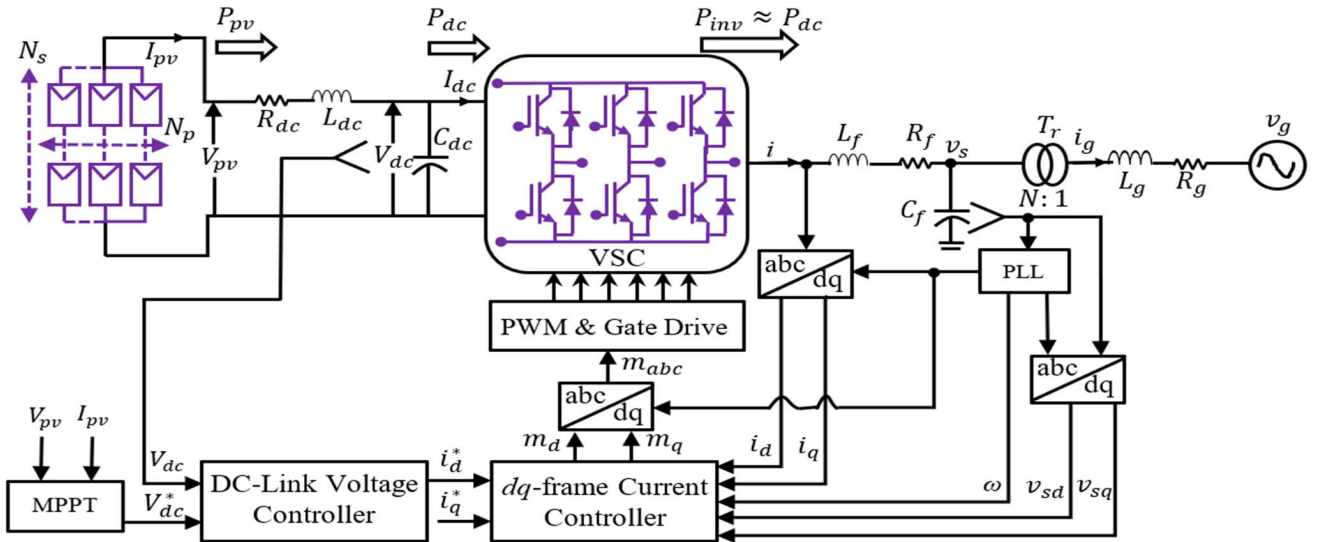 P_pv
P_dc
P_inv ≈ P_dc
N_s
I_pv
R_dc
L_dc
I_dc
N_p
V_pv
V_dc
C_dc
i
L_f
R_f
v_s
T_r
i_g
L_g
R_g
v_g
N: 1
C_f
VSC
abc
dq
PLL
PWM & Gate Drive
m_abc
abc
dq
abc
dq
m_d
m_q
i_d
i_q
ω
v_sd
v_sq
V_pv
I_pv
MPPT
V_dc
V*_dc
DC-Link Voltage
Controller
i*_d
i*_q
dq-frame Current
Controller